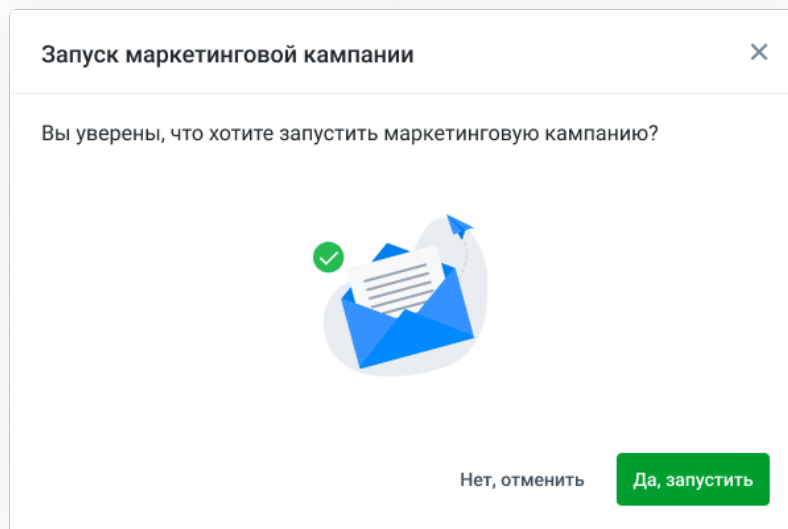 Запуск маркетинговой кампании
Вы уверены, что хотите запустить маркетинговую кампанию?
Нет, отменить
Да, запустить